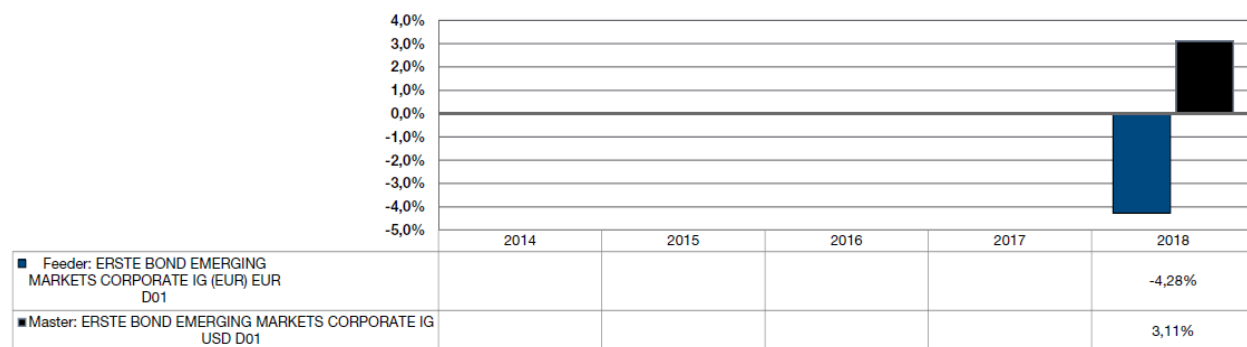 4,0%
3,0%
2,0%
1,0%
0,0%
-1,0%
-2,0%
-3,0%
-4,0%
-5,0%
2014 2015 2016 2017 2018
Feeder: ERSTE BOND EMERGING
MARKETS CORPORATE IG (EUR) EUR
D01
-4,28%
Master: ERSTE BOND EMERGING MARKETS CORPORATE IG
USD D01
3,11%